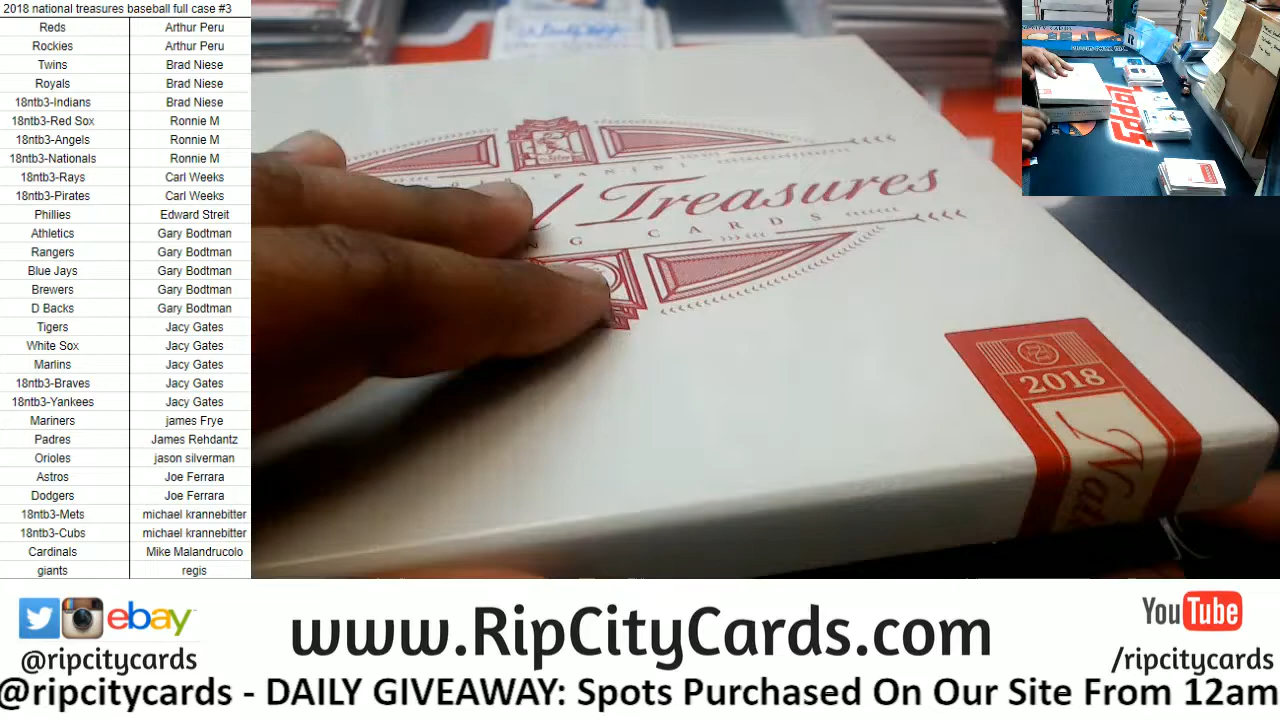 2018 national treasures baseball full case #3
Reds Arthur Peru
Rockies Arthur Peru
Twins Brad Niese
Royals Brad Niese
18ntb3-Indians Brad Niese
18ntb3-Red Sox Ronnie M
18ntb3-Angels Ronnie M
18ntb3-Nationals Ronnie M
18ntb3-Rays Carl Weeks
18ntb3-Pirates Carl Weeks
Phillies Edward Streit
Athletics Gary Bodtman
Rangers Gary Bodtman
Blue Jays Gary Bodtman
Brewers Gary Bodtman
D Backs Gary Bodtman
Tigers Jacy Gates
White Sox Jacy Gates
Marlins Jacy Gates
18ntb3-Braves Jacy Gates
18ntb3-Yankees Jacy Gates
Mariners james Frye
Padres James Rehdantz
Orioles jason silverman
Astros Joe Ferrara
Dodgers Joe Ferrara
18ntb3-Mets michael krannebitter
18ntb3-Cubs michael krannebitter
Cardinals Mike Malandrucolo
giants regis
PANINI
Treasures
CARDS
2018
Nat
topps
ebay
@ripcitycards
www.RipCityCards.com
YouTube
/ripcitycards
@ripcitycards - DAILY GIVEAWAY: Spots Purchased On Our Site From 12am